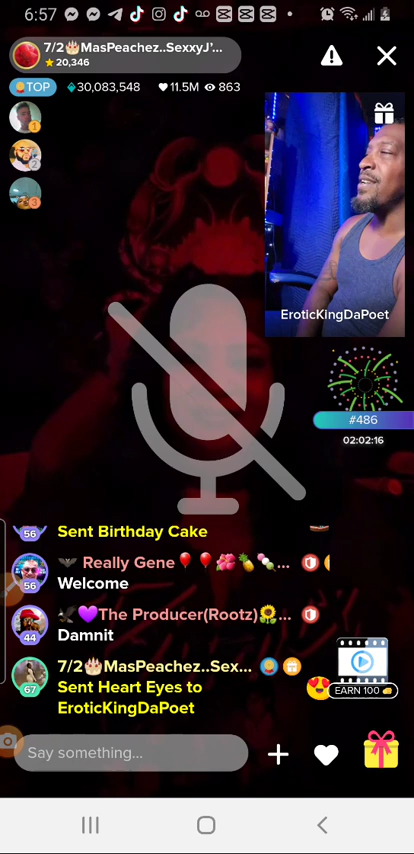 6:57
7/2🎂MasPeachez..SexxyJ’...
20,346
TOP
30,083,548 11.5M 863
EroticKingDaPoet
#486
02:02:16
56 Sent Birthday Cake
🦇 Really Gene🎈🎈🌺🍍🍡...
56 Welcome
💜The Producer(Rootz)🌻...
44 Damnit
7/2🎂MasPeachez..Sex...
67 Sent Heart Eyes to
EroticKingDaPoet
EARN 100
Say something...